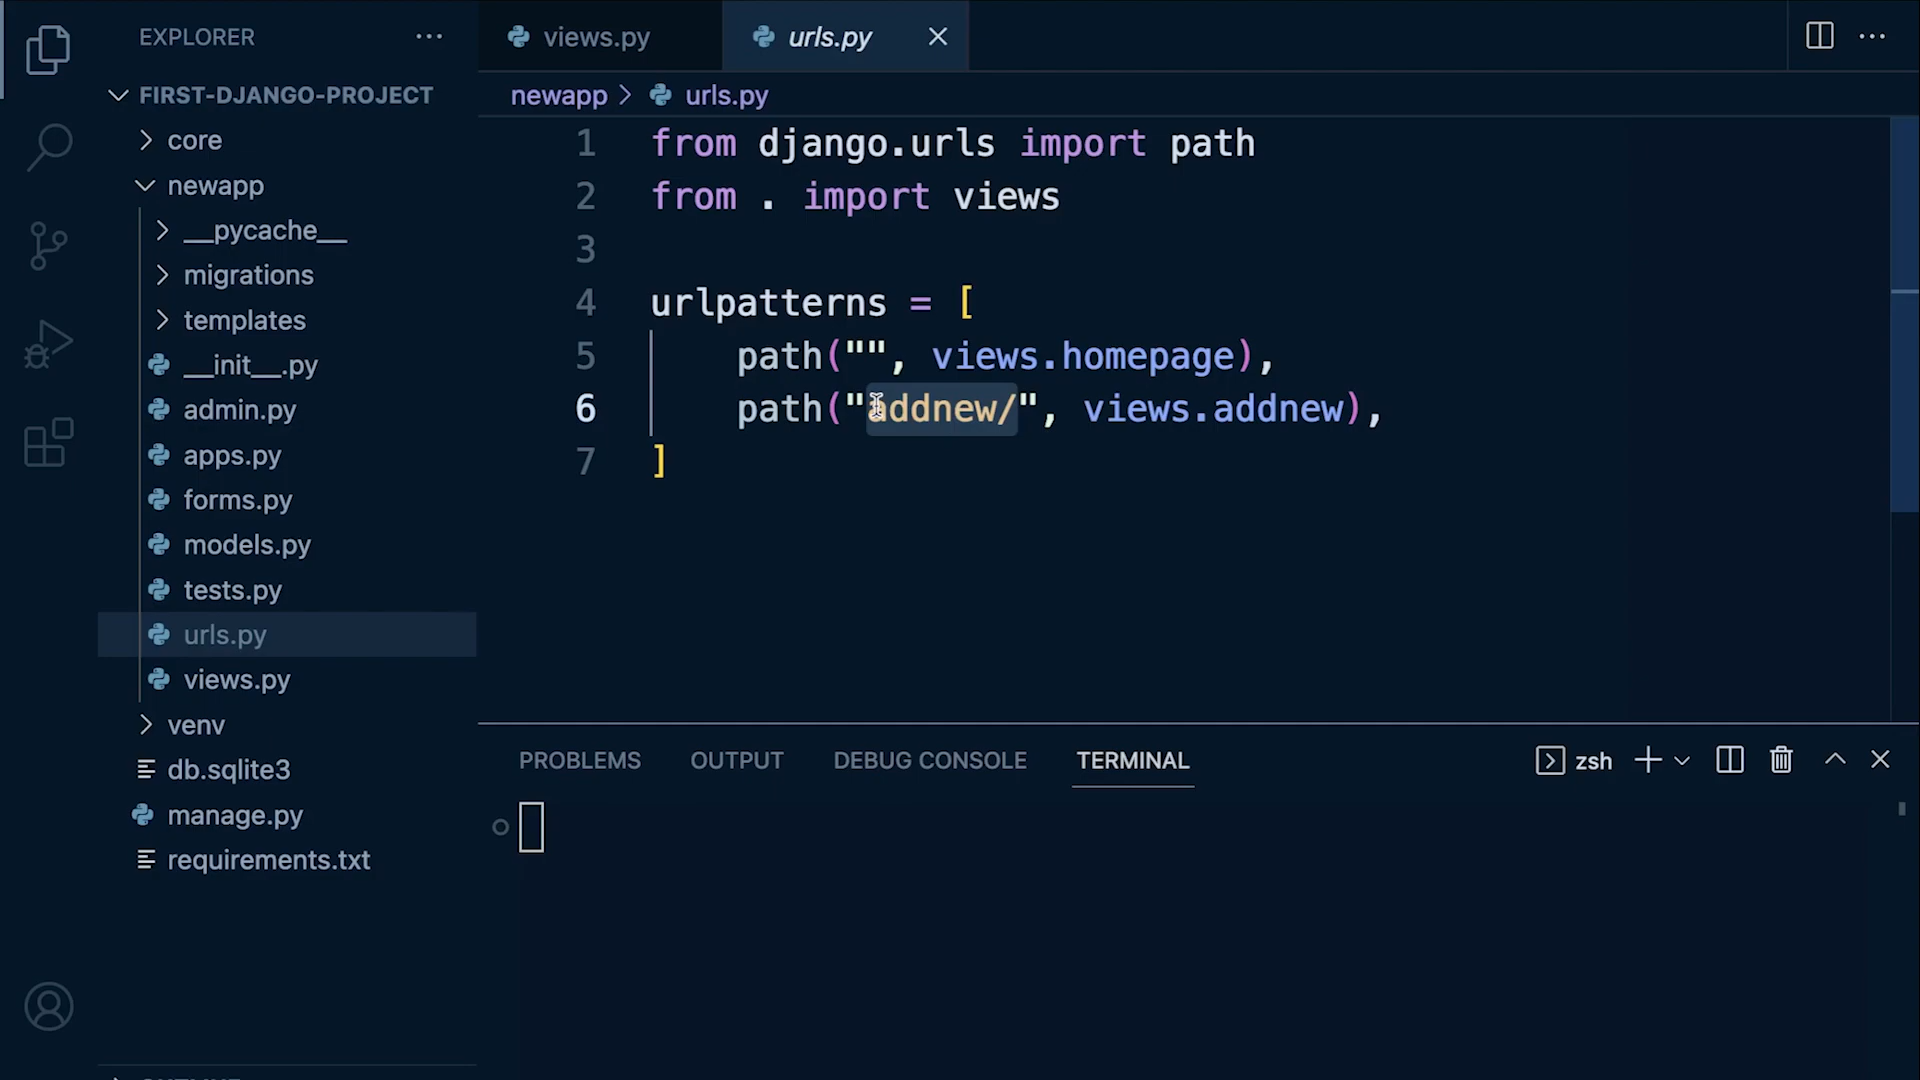 EXPLORER
FIRST-DJANGO-PROJECT
core
newapp
__pycache__
migrations
templates
__init__.py
admin.py
apps.py
forms.py
models.py
tests.py
urls.py
views.py
venv
db.sqlite3
manage.py
requirements.txt
views.py
urls.py
newapp > urls.py
1 from django.urls import path
2 from . import views
3
4 urlpatterns = [
5 path("", views.homepage),
6 path("addnew/", views.addnew),
7 ]
PROBLEMS OUTPUT DEBUG CONSOLE TERMINAL
zsh